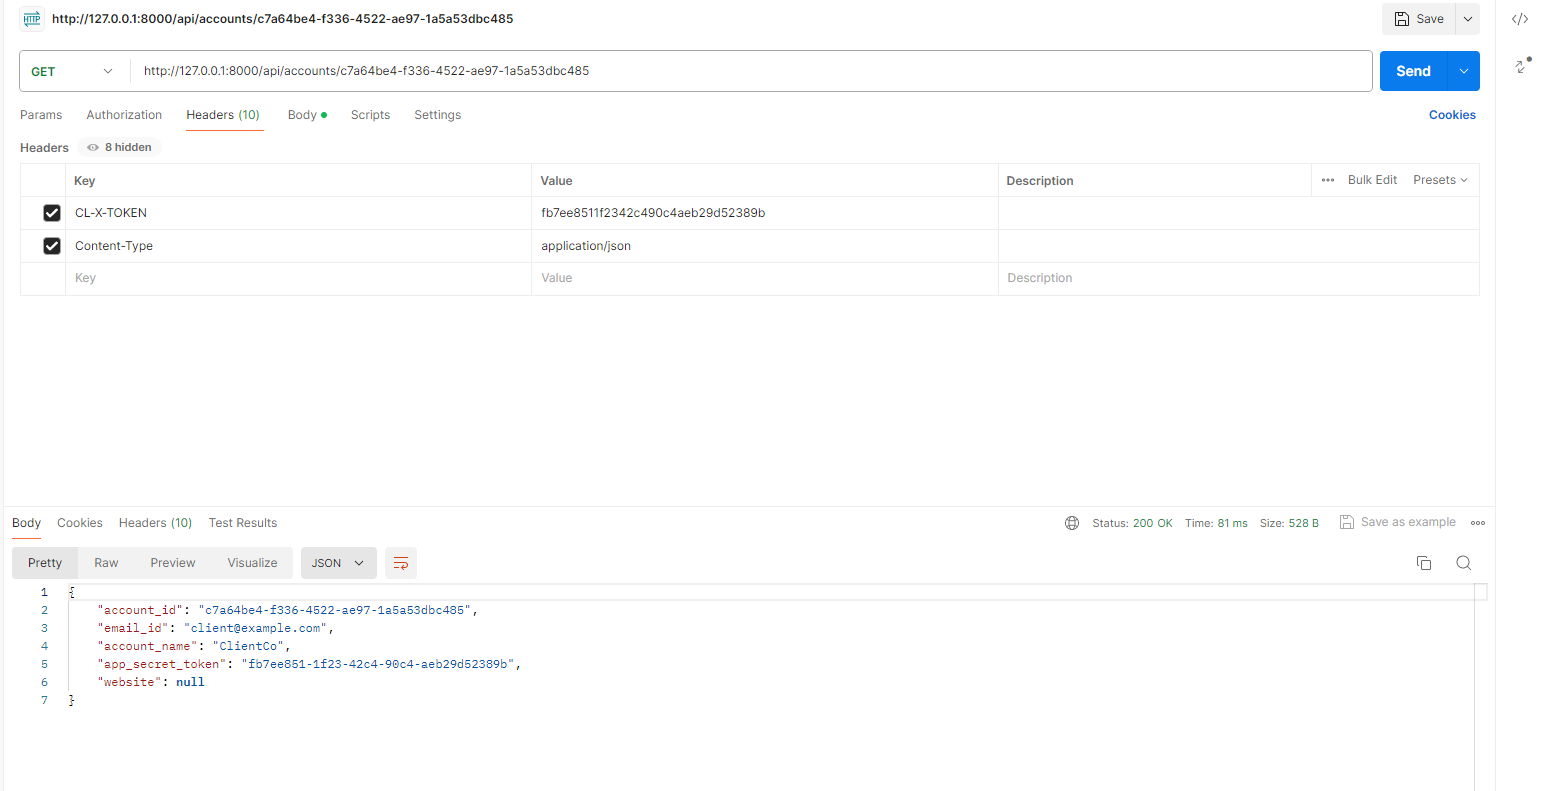 HTTP http://127.0.0.1:8000/api/accounts/c7a64be4-f336-4522-ae97-1a5a53dbc485 Save
GET http://127.0.0.1:8000/api/accounts/c7a64be4-f336-4522-ae97-1a5a53dbc485 Send
Params Authorization Headers (10) Body Scripts Settings Cookies
Headers 8 hidden
Key Value Description Bulk Edit Presets
CL-X-TOKEN fb7ee8511f2342c490c4aeb29d52389b
Content-Type application/json
Key Value Description
Body Cookies Headers (10) Test Results Status: 200 OK Time: 81 ms Size: 528 B Save as example
Pretty Raw Preview Visualize JSON
1 {
2 "account_id": "c7a64be4-f336-4522-ae97-1a5a53dbc485",
3 "email_id": "client@example.com",
4 "account_name": "ClientCo",
5 "app_secret_token": "fb7ee851-1f23-42c4-90c4-aeb29d52389b",
6 "website": null
7 }